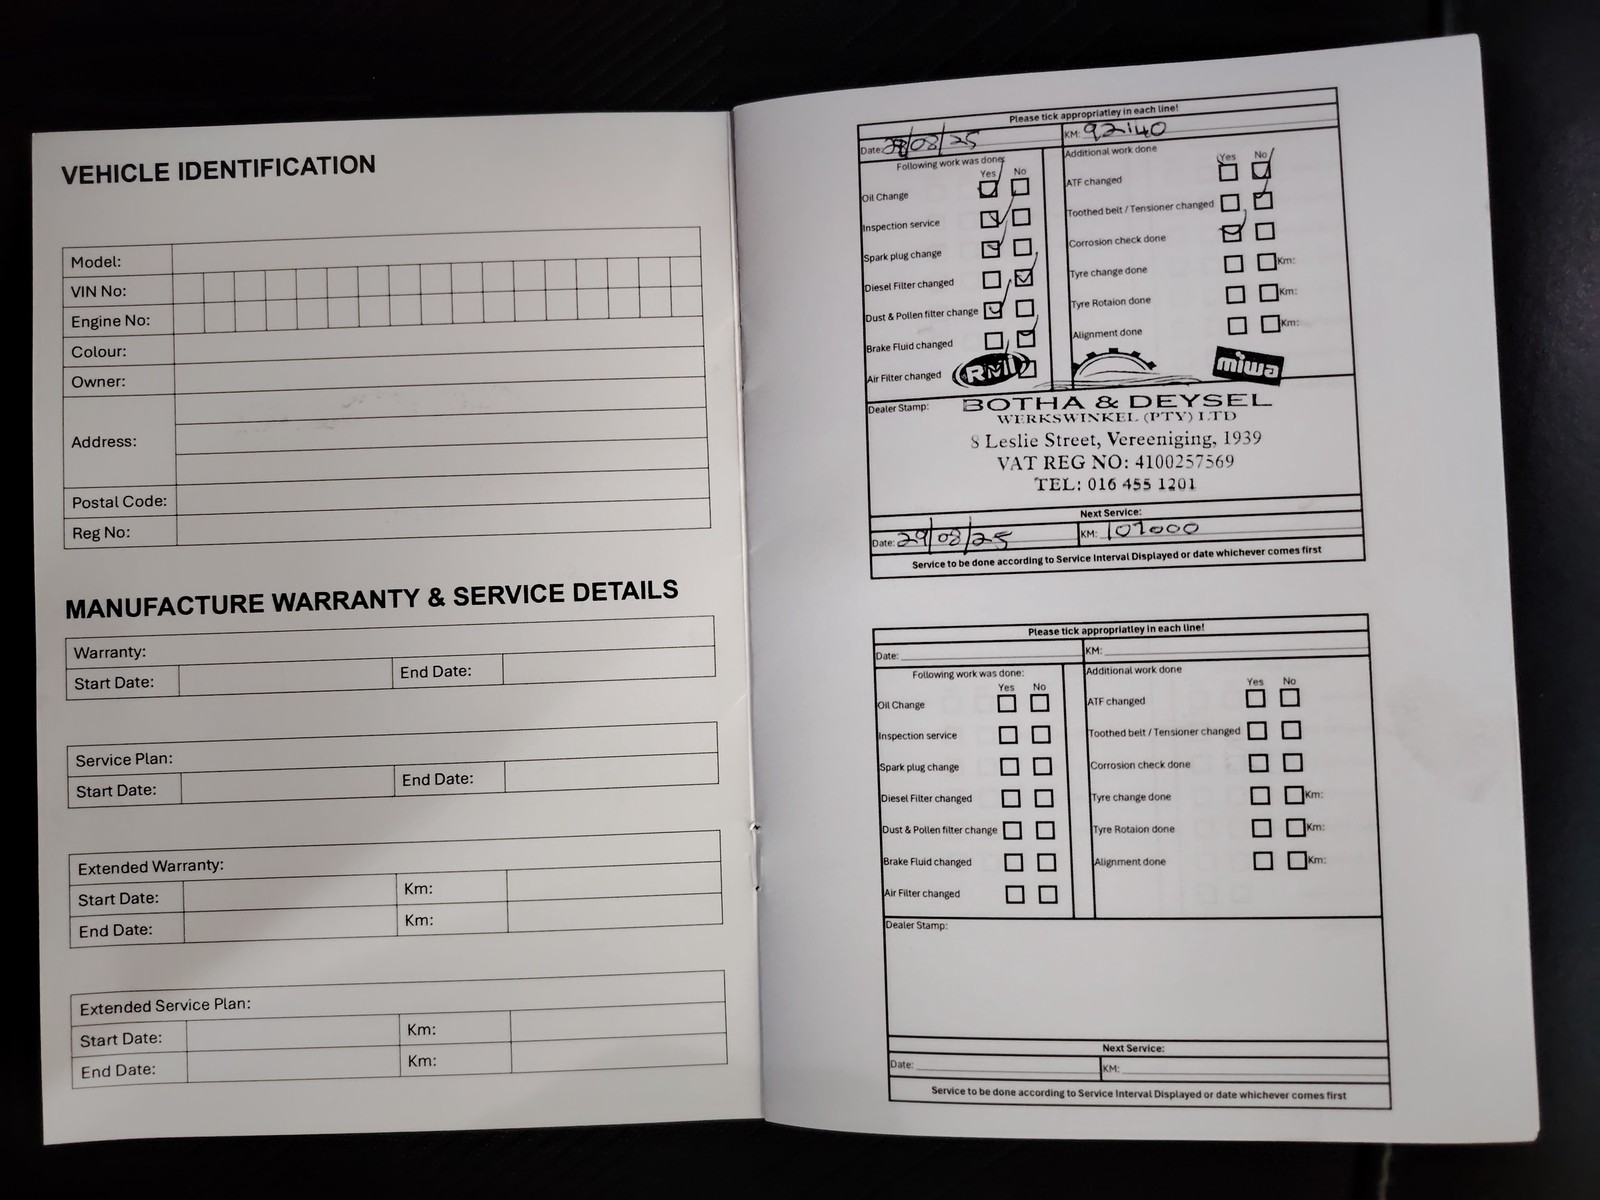 VEHICLE IDENTIFICATION
Model:
VIN No:
Engine No:
Colour:
Owner:
Address:
Postal Code:
Reg No:
MANUFACTURE WARRANTY & SERVICE DETAILS
Warranty:
Start Date: End Date:
Service Plan:
Start Date: End Date:
Extended Warranty:
Start Date: Km:
End Date: Km:
Extended Service Plan:
Start Date: Km:
End Date: Km:
Please tick appropriatley in each line!
Date: /08/25 KM: 92140
Following work was done: Additional work done
Yes No Yes No
Oil Change ATF changed
Inspection service Toothed belt / Tensioner changed
Spark plug change Corrosion check done
Diesel Filter changed Tyre change done Km:
Dust & Pollen filter change Tyre Rotaion done Km:
Brake Fluid changed Alignment done Km:
Air Filter changed RMI miwa
Dealer Stamp: BOTHA & DEYSEL
WERKSWINKEL (PTY) LTD
8 Leslie Street, Vereeniging, 1939
VAT REG NO: 4100257569
TEL: 016 455 1201
Next Service:
Date: 29/08/25 KM: 107000
Service to be done according to Service Interval Displayed or date whichever comes first
Please tick appropriatley in each line!
Date: KM:
Following work was done: Additional work done
Yes No Yes No
Oil Change ATF changed
Inspection service Toothed belt / Tensioner changed
Spark plug change Corrosion check done
Diesel Filter changed Tyre change done Km:
Dust & Pollen filter change Tyre Rotaion done Km:
Brake Fluid changed Alignment done Km:
Air Filter changed
Dealer Stamp:
Next Service:
Date: KM:
Service to be done according to Service Interval Displayed or date whichever comes first